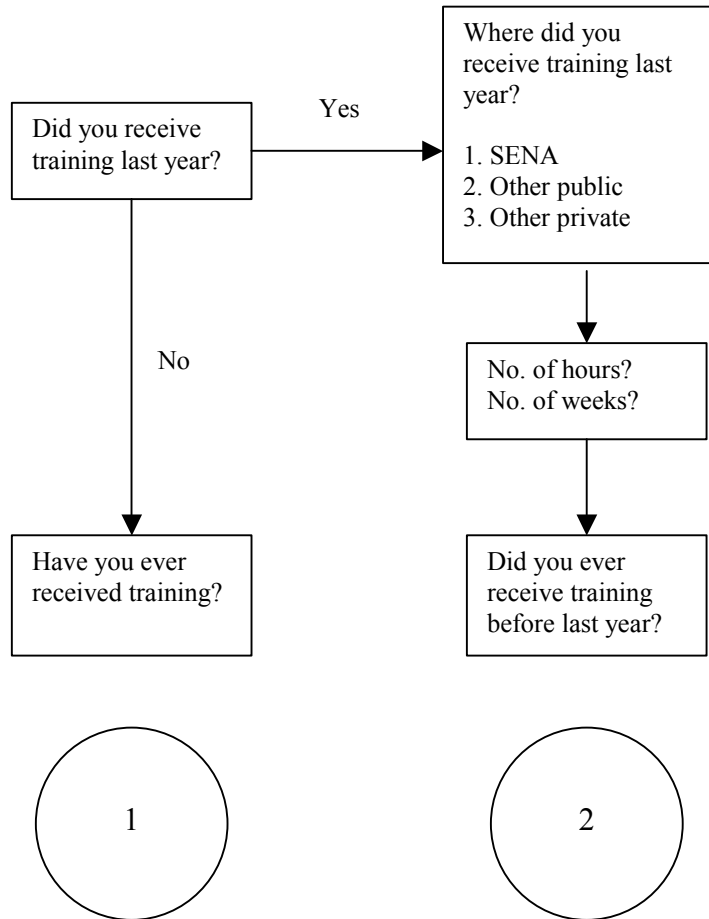 Did you receive
training last year?
Yes
Where did you
receive training last
year?
1. SENA
2. Other public
3. Other private
No
No. of hours?
No. of weeks?
Have you ever
received training?
Did you ever
receive training
before last year?
1
2